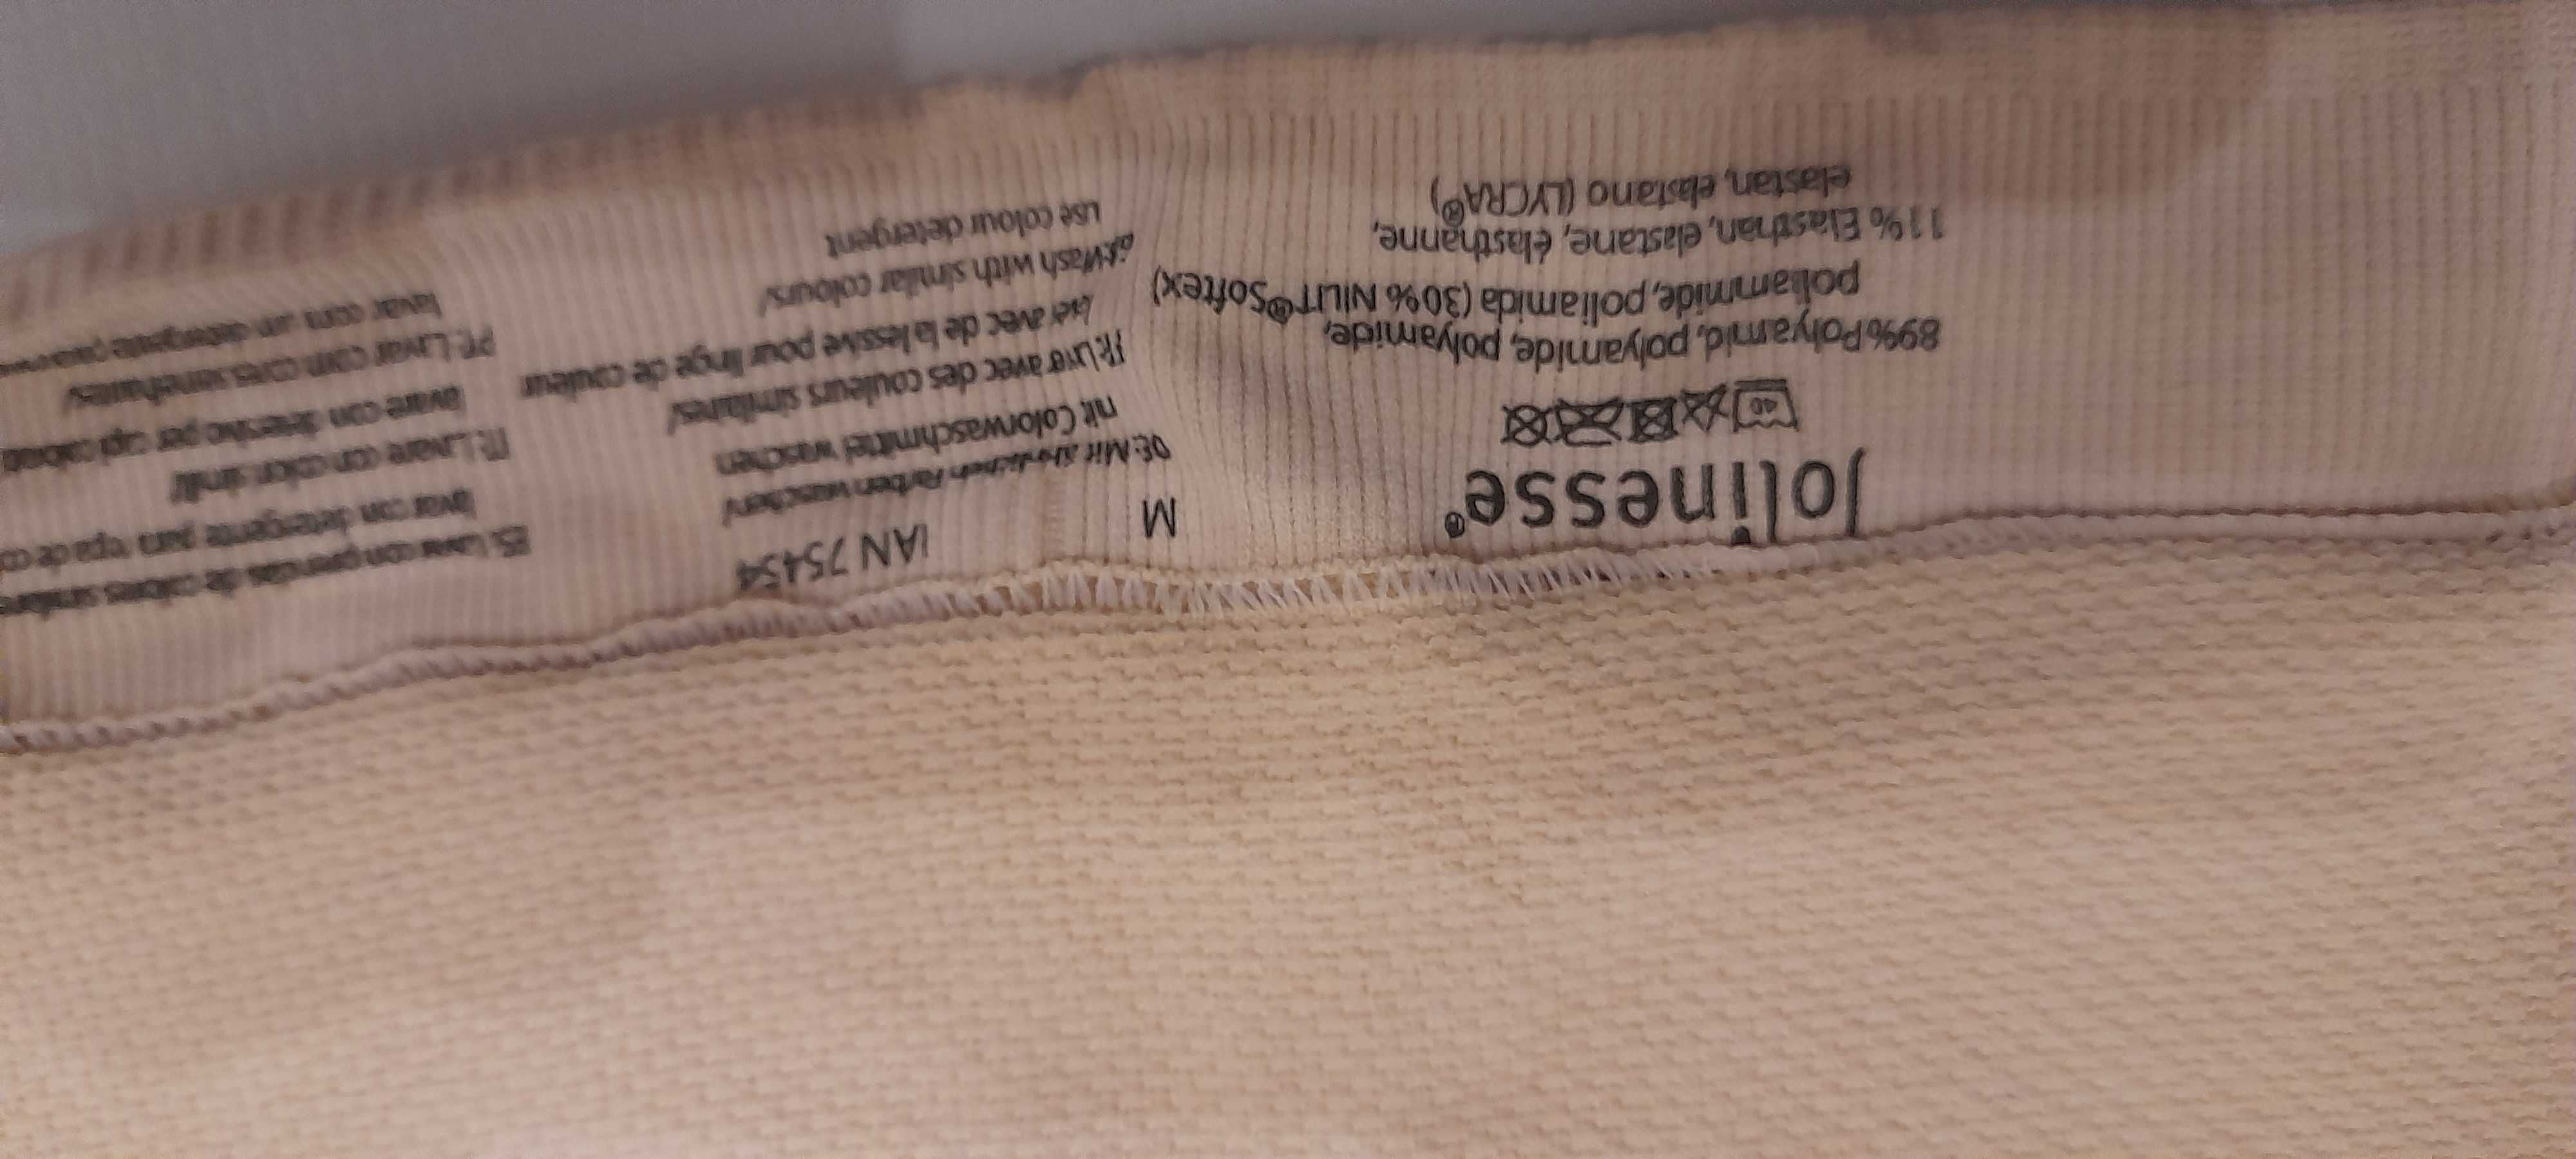 Jolinesse®
40
89% Polyamid, polyamide, polyamide,
poliammide, poliamida (30% NILIT® Softex)
11% Elasthan, elastane, élasthanne,
elastan, elastano (LYCRA®)
M
IAN 75454
DE: Mit ähnlichen Farben waschen/
mit Colorwaschmittel waschen
FR: Laver avec des couleurs similaires/
laver avec de la lessive pour linge de couleur
Wash with similar colours/
use colour detergent
ES: Lavar con prendas de colores
lavar con detergente para ropa de
IT: Lavare con colori simili/
lavare con detersivo per capi colorati
PT: Lavar com cores semelhantes/
lavar com um detergente para